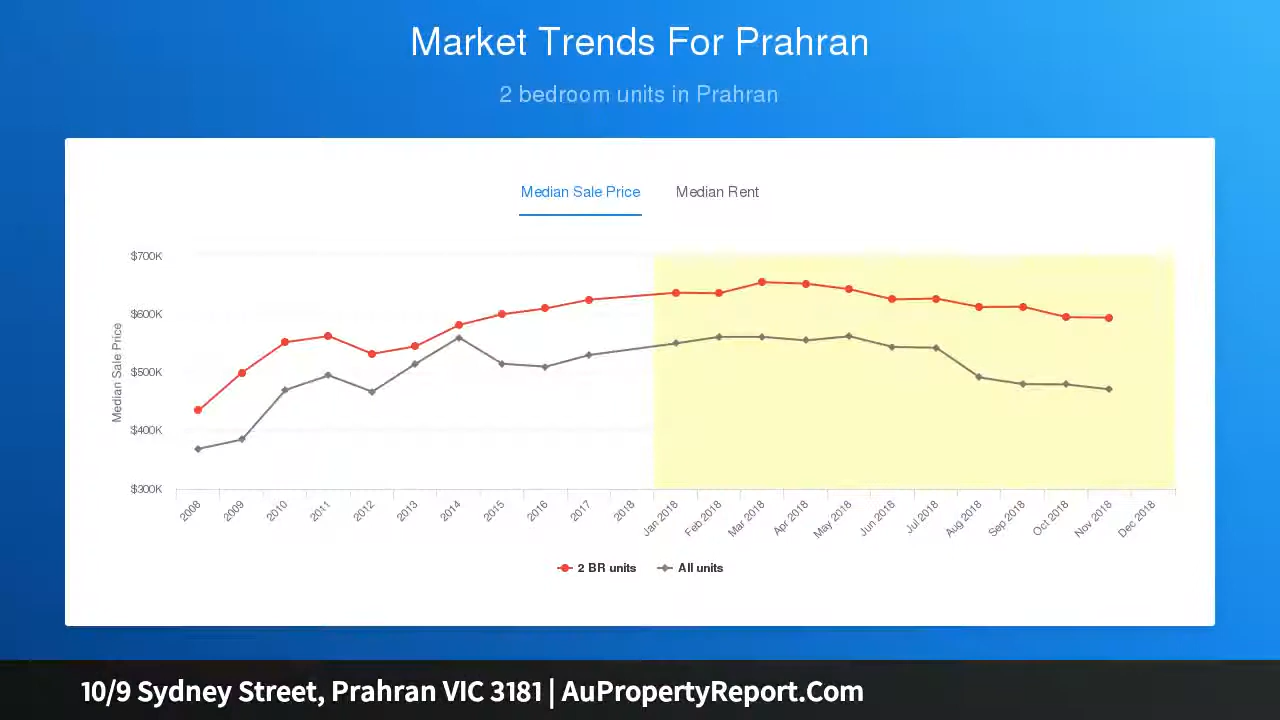 Market Trends For Prahran
2 bedroom units in Prahran
Median Sale Price Median Rent
$700K
$600K
$500K
$400K
$300K
Median Sale Price
2008 2009 2010 2011 2012 2013 2014 2015 2016 2017 2018 Jan 2018 Feb 2018 Mar 2018 Apr 2018 May 2018 Jun 2018 Jul 2018 Aug 2018 Sep 2018 Oct 2018 Nov 2018 Dec 2018
2 BR units All units
10/9 Sydney Street, Prahran VIC 3181 | AuPropertyReport.Com